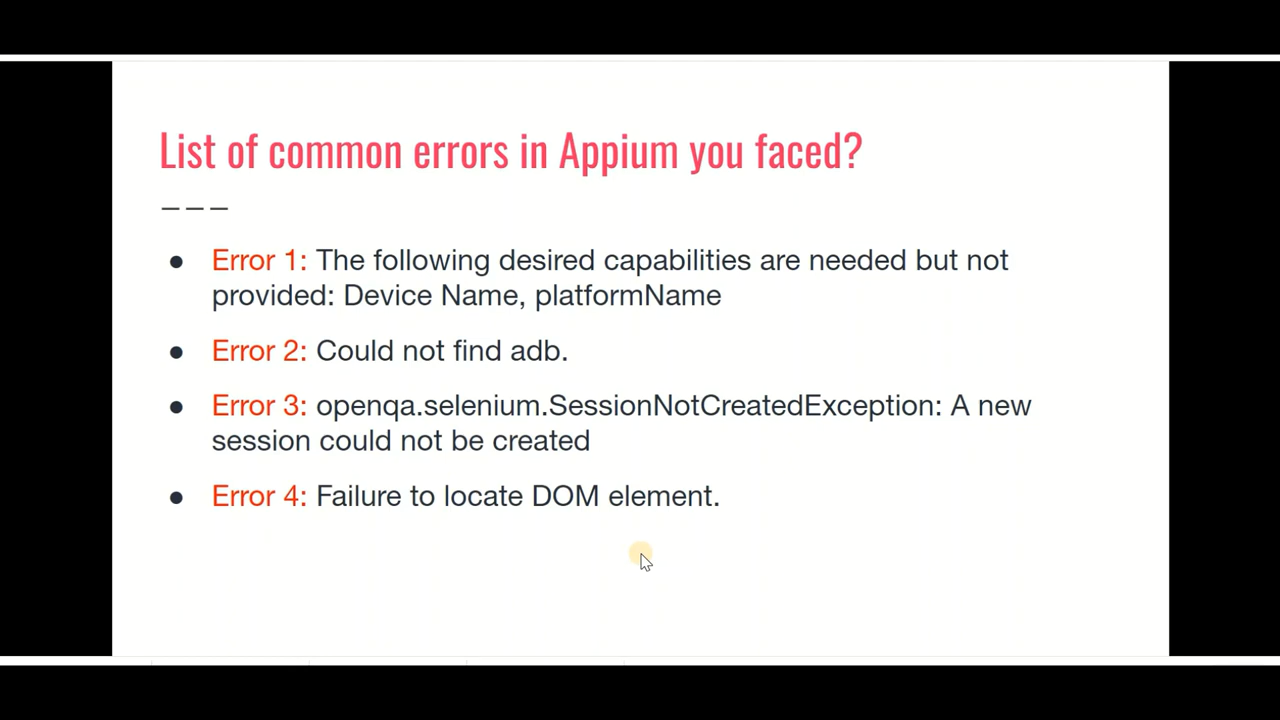 List of common errors in Appium you faced?
● Error 1: The following desired capabilities are needed but not
provided: Device Name, platformName
● Error 2: Could not find adb.
● Error 3: openqa.selenium.SessionNotCreatedException: A new
session could not be created
● Error 4: Failure to locate DOM element.